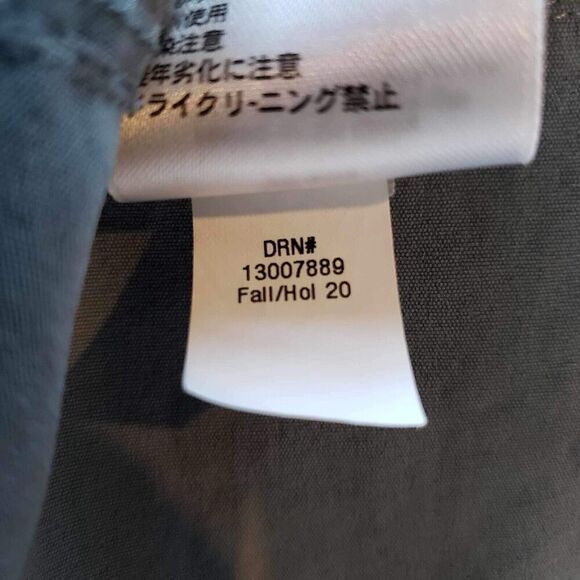 使用
注意
年劣化に注意
ライクリーニング禁止
DRN#
13007889
Fall/Hol 20